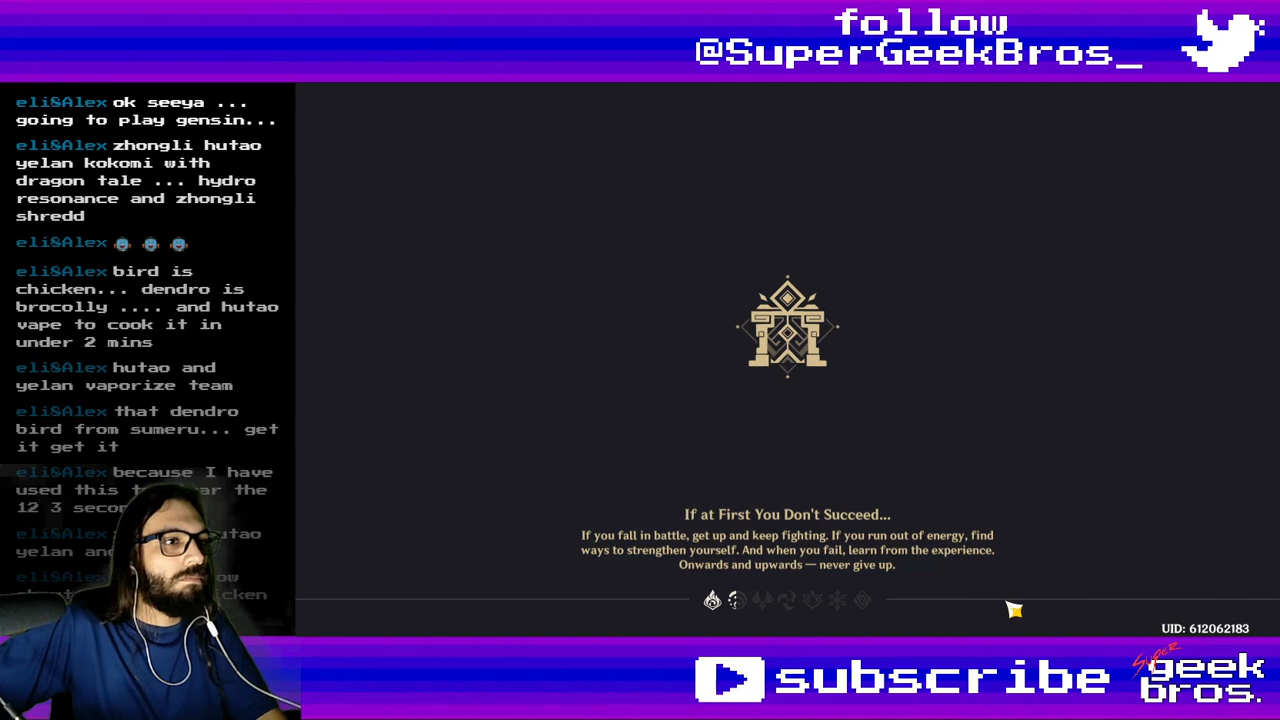 follow
@SuperGeekBros_
eli&Alex ok seeya ...
going to play gensin...
eli&Alex zhongli hutao
yelan kokomi with
dragon tale ... hydro
resonance and zhongli
shredd
eli&Alex
eli&Alex bird is
chicken... dendro is
brocolly .... and hutao
vape to cook it in
under 2 mins
eli&Alex hutao and
yelan vaporize team
eli&Alex that dendro
bird from sumeru... get
it get it
eli&Alex because I have
used this the
12 3
eli&Alex
yelan
If at First You Don't Succeed...
If you fall in battle, get up and keep fighting. If you run out of energy, find
ways to strengthen yourself. And when you fail, learn from the experience.
Onwards and upwards — never give up.
UID: 612062183
subscribe
SUPER
geek
bros.